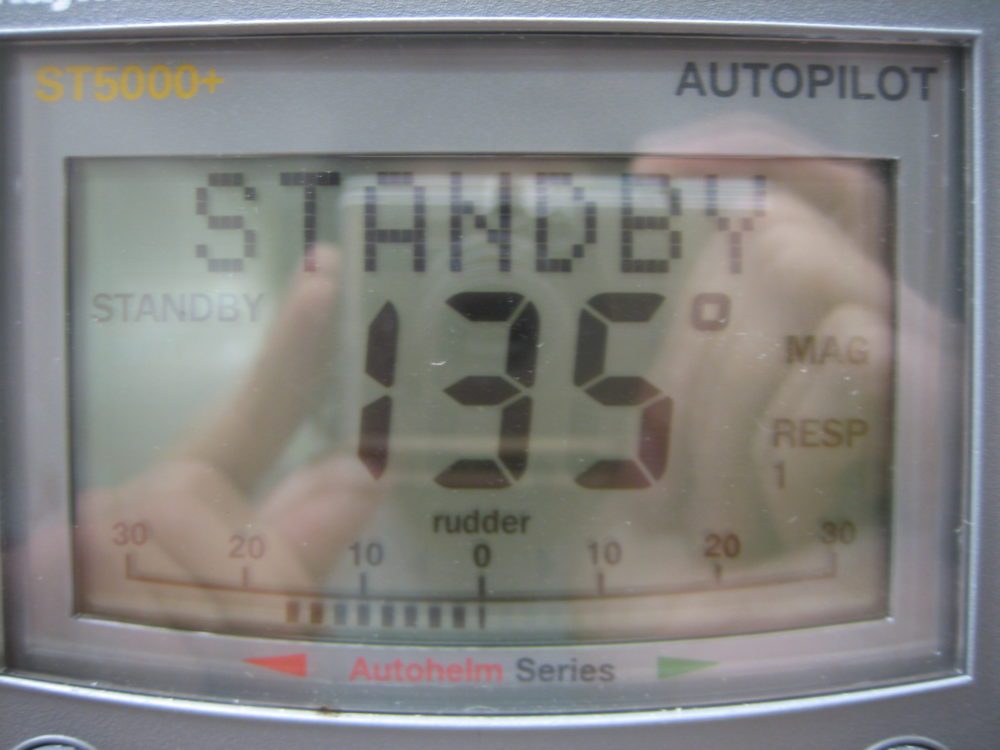 ST5000+ AUTOPILOT
STANDBY
STANDBY
135°
MAG
RESP
1
rudder
30 20 10 0 10 20 30
Autohelm Series